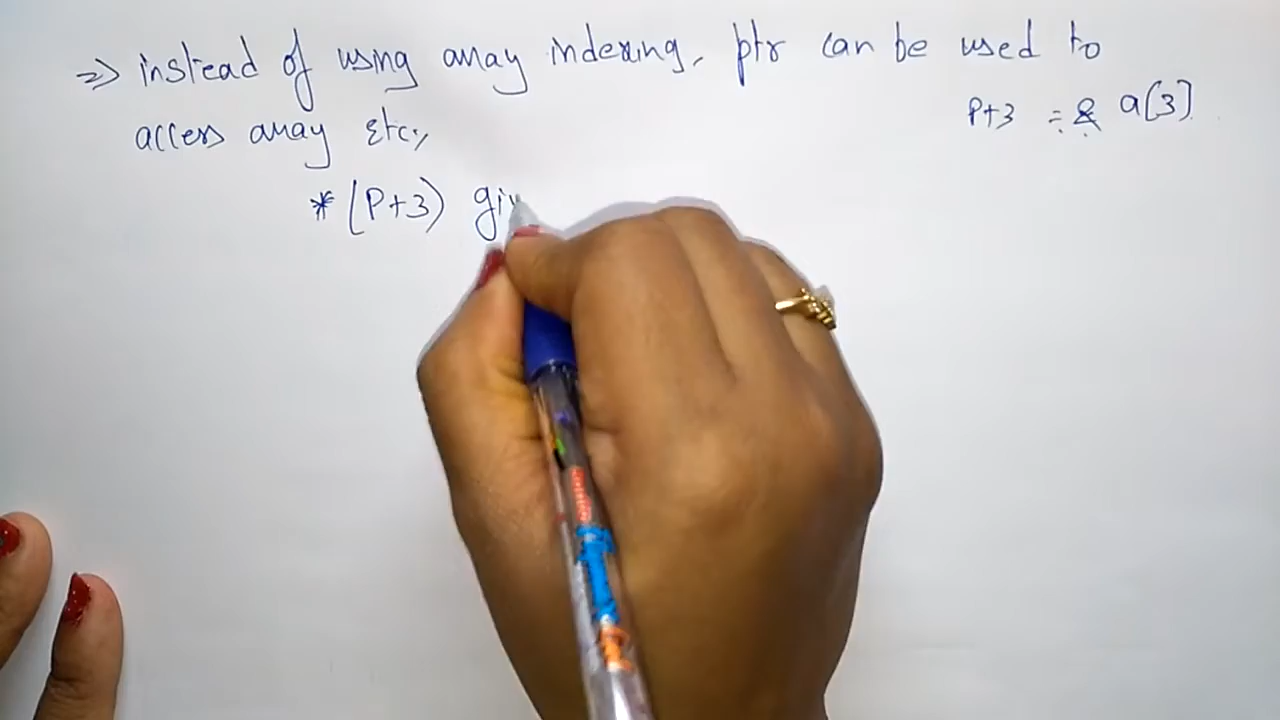 => instead of using array indexing, ptr can be used to
P+3 = & a[3]
access array etc;
*(P+3) gi